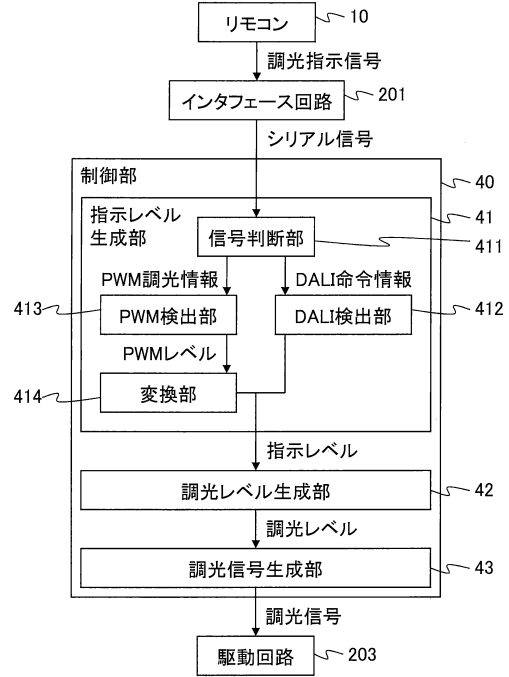 リモコン
10
調光指示信号
インタフェース回路
201
シリアル信号
制御部
40
指示レベル
生成部
41
信号判断部
411
PWM調光情報
DALI命令情報
413
PWM検出部
DALI検出部
412
PWMレベル
414
変換部
指示レベル
調光レベル生成部
42
調光レベル
調光信号生成部
43
調光信号
駆動回路
203